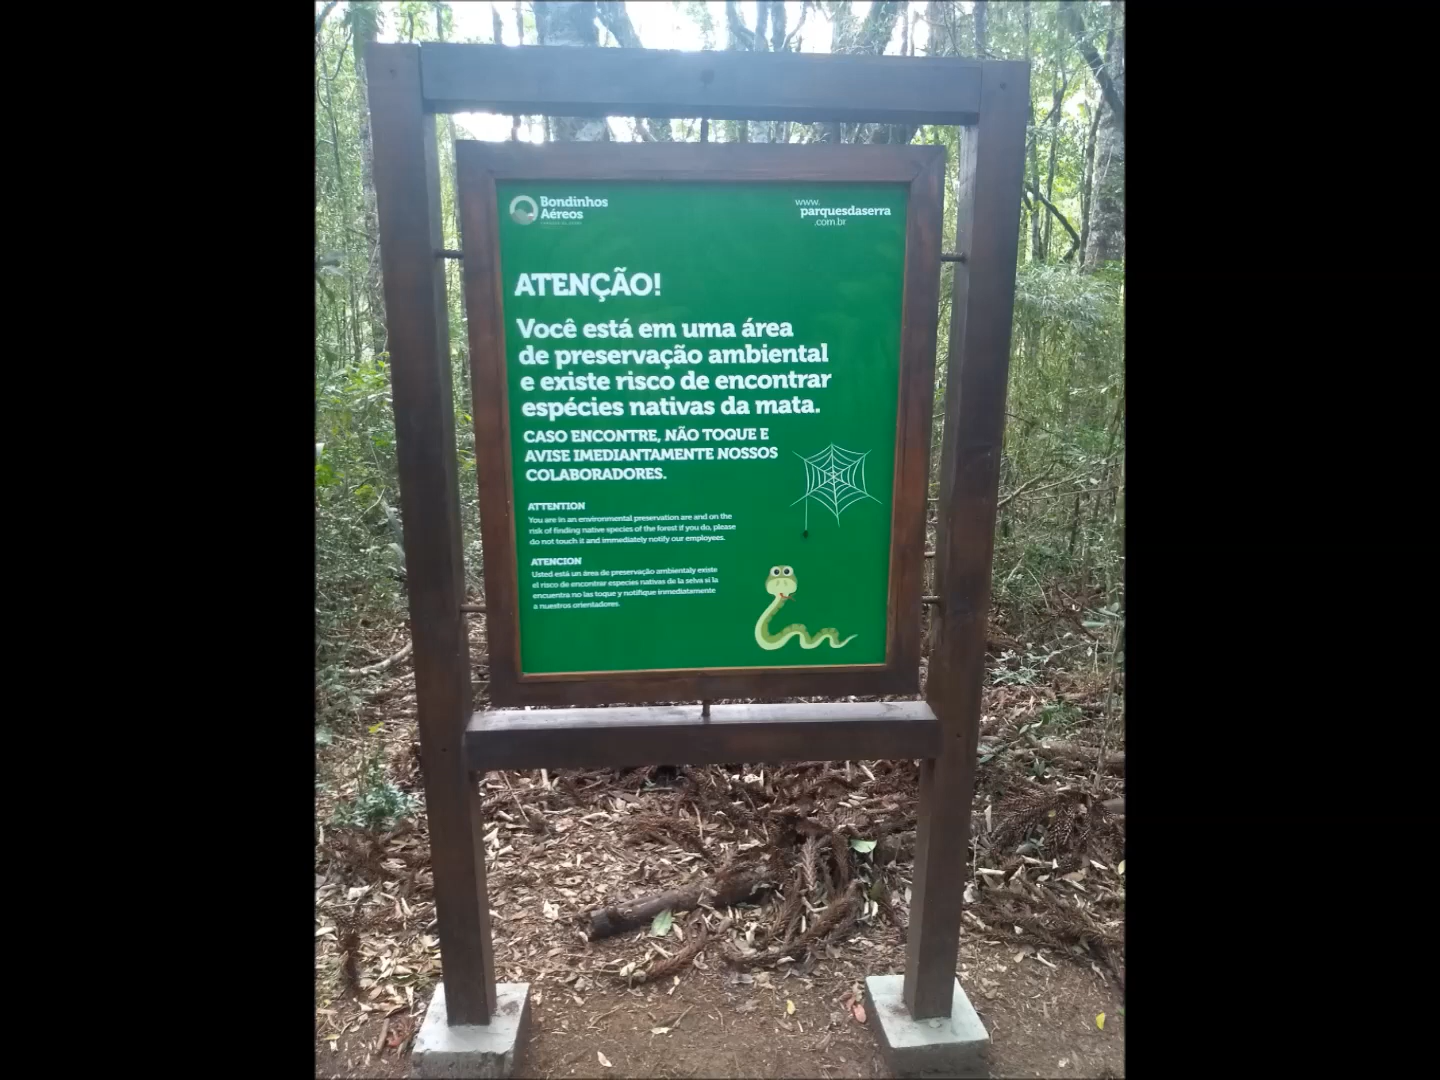 Bondinhos
Aéreos
www.
parquesdaserra
.com.br
ATENÇÃO!
Você está em uma área
de preservação ambiental
e existe risco de encontrar
espécies nativas da mata.
CASO ENCONTRE, NÃO TOQUE E
AVISE IMEDIANTAMENTE NOSSOS
COLABORADORES.
ATTENTION
You are in an environmental preservation are and on the
risk of finding native species of the forest if you do, please
do not touch it and immediately notify our employees.
ATENCION
Usted está un área de preservação ambientaly existe
el risco de encontrar especies nativas de la selva si la
encuentra no las toque y notifique inmediatamente
a nuestros orientadores.